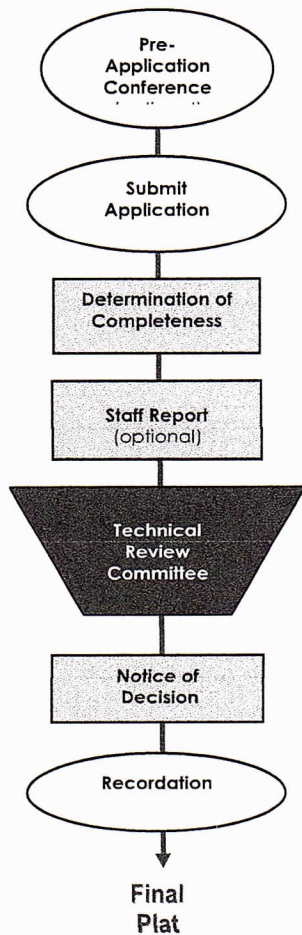 Pre-
Application
Conference
Submit
Application
Determination of
Completeness
Staff Report
(optional)
Technical
Review
Committee
Notice of
Decision
Recordation
Final
Plat